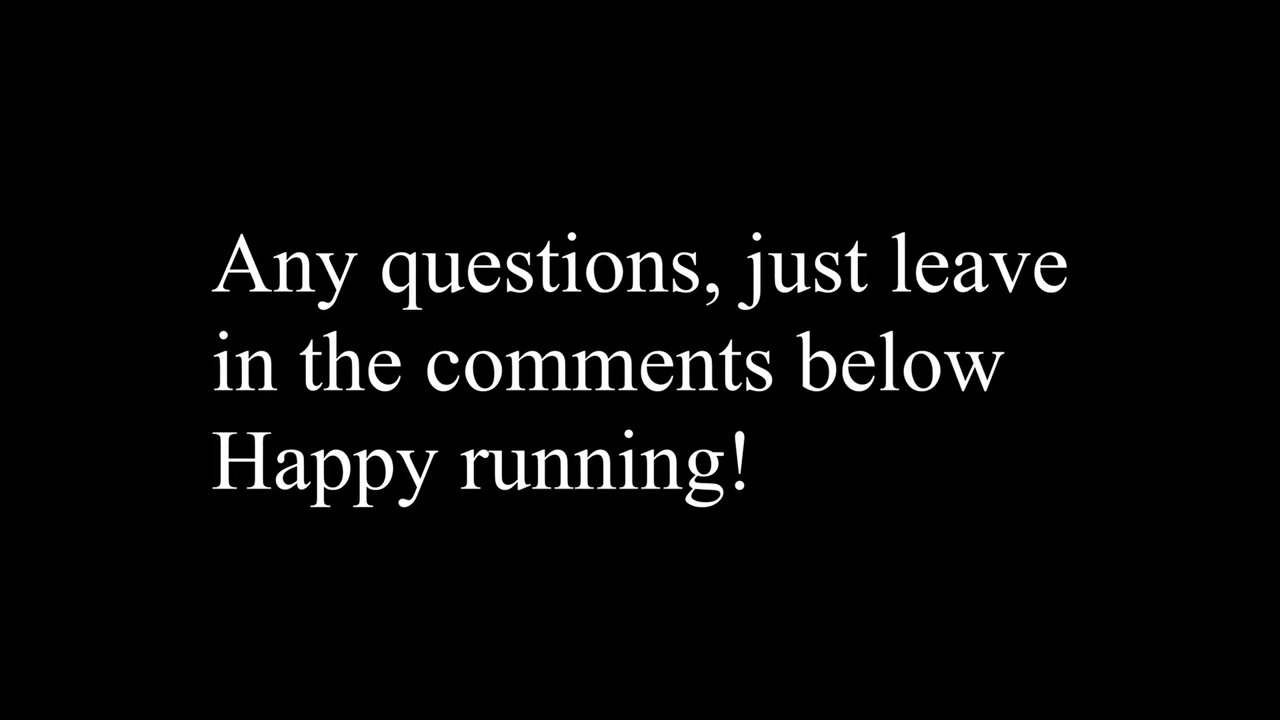 Any questions, just leave
in the comments below
Happy running!